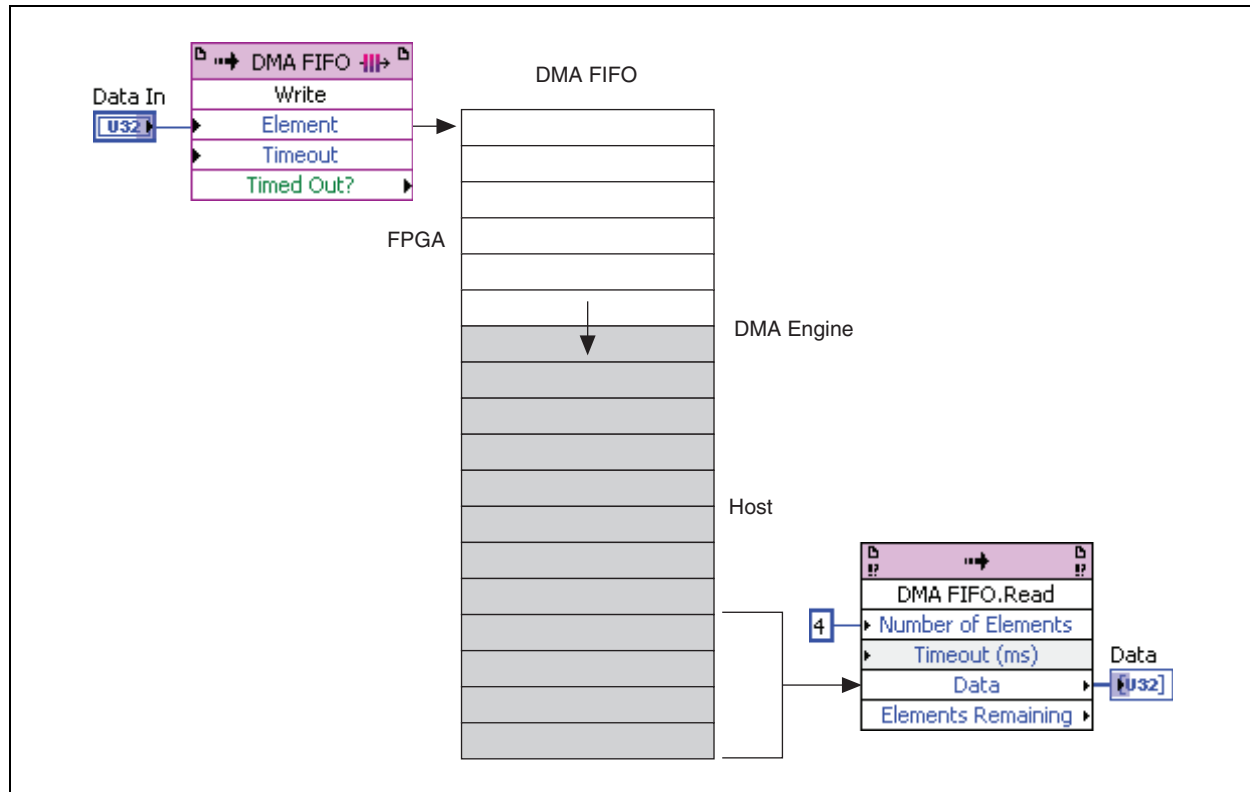 DMA FIFO
Write
Data In
U32
Element
Timeout
Timed Out?
DMA FIFO
FPGA
DMA Engine
Host
!?
!?
DMA FIFO.Read
4
Number of Elements
Timeout (ms)
Data
Data
[U32]
Elements Remaining